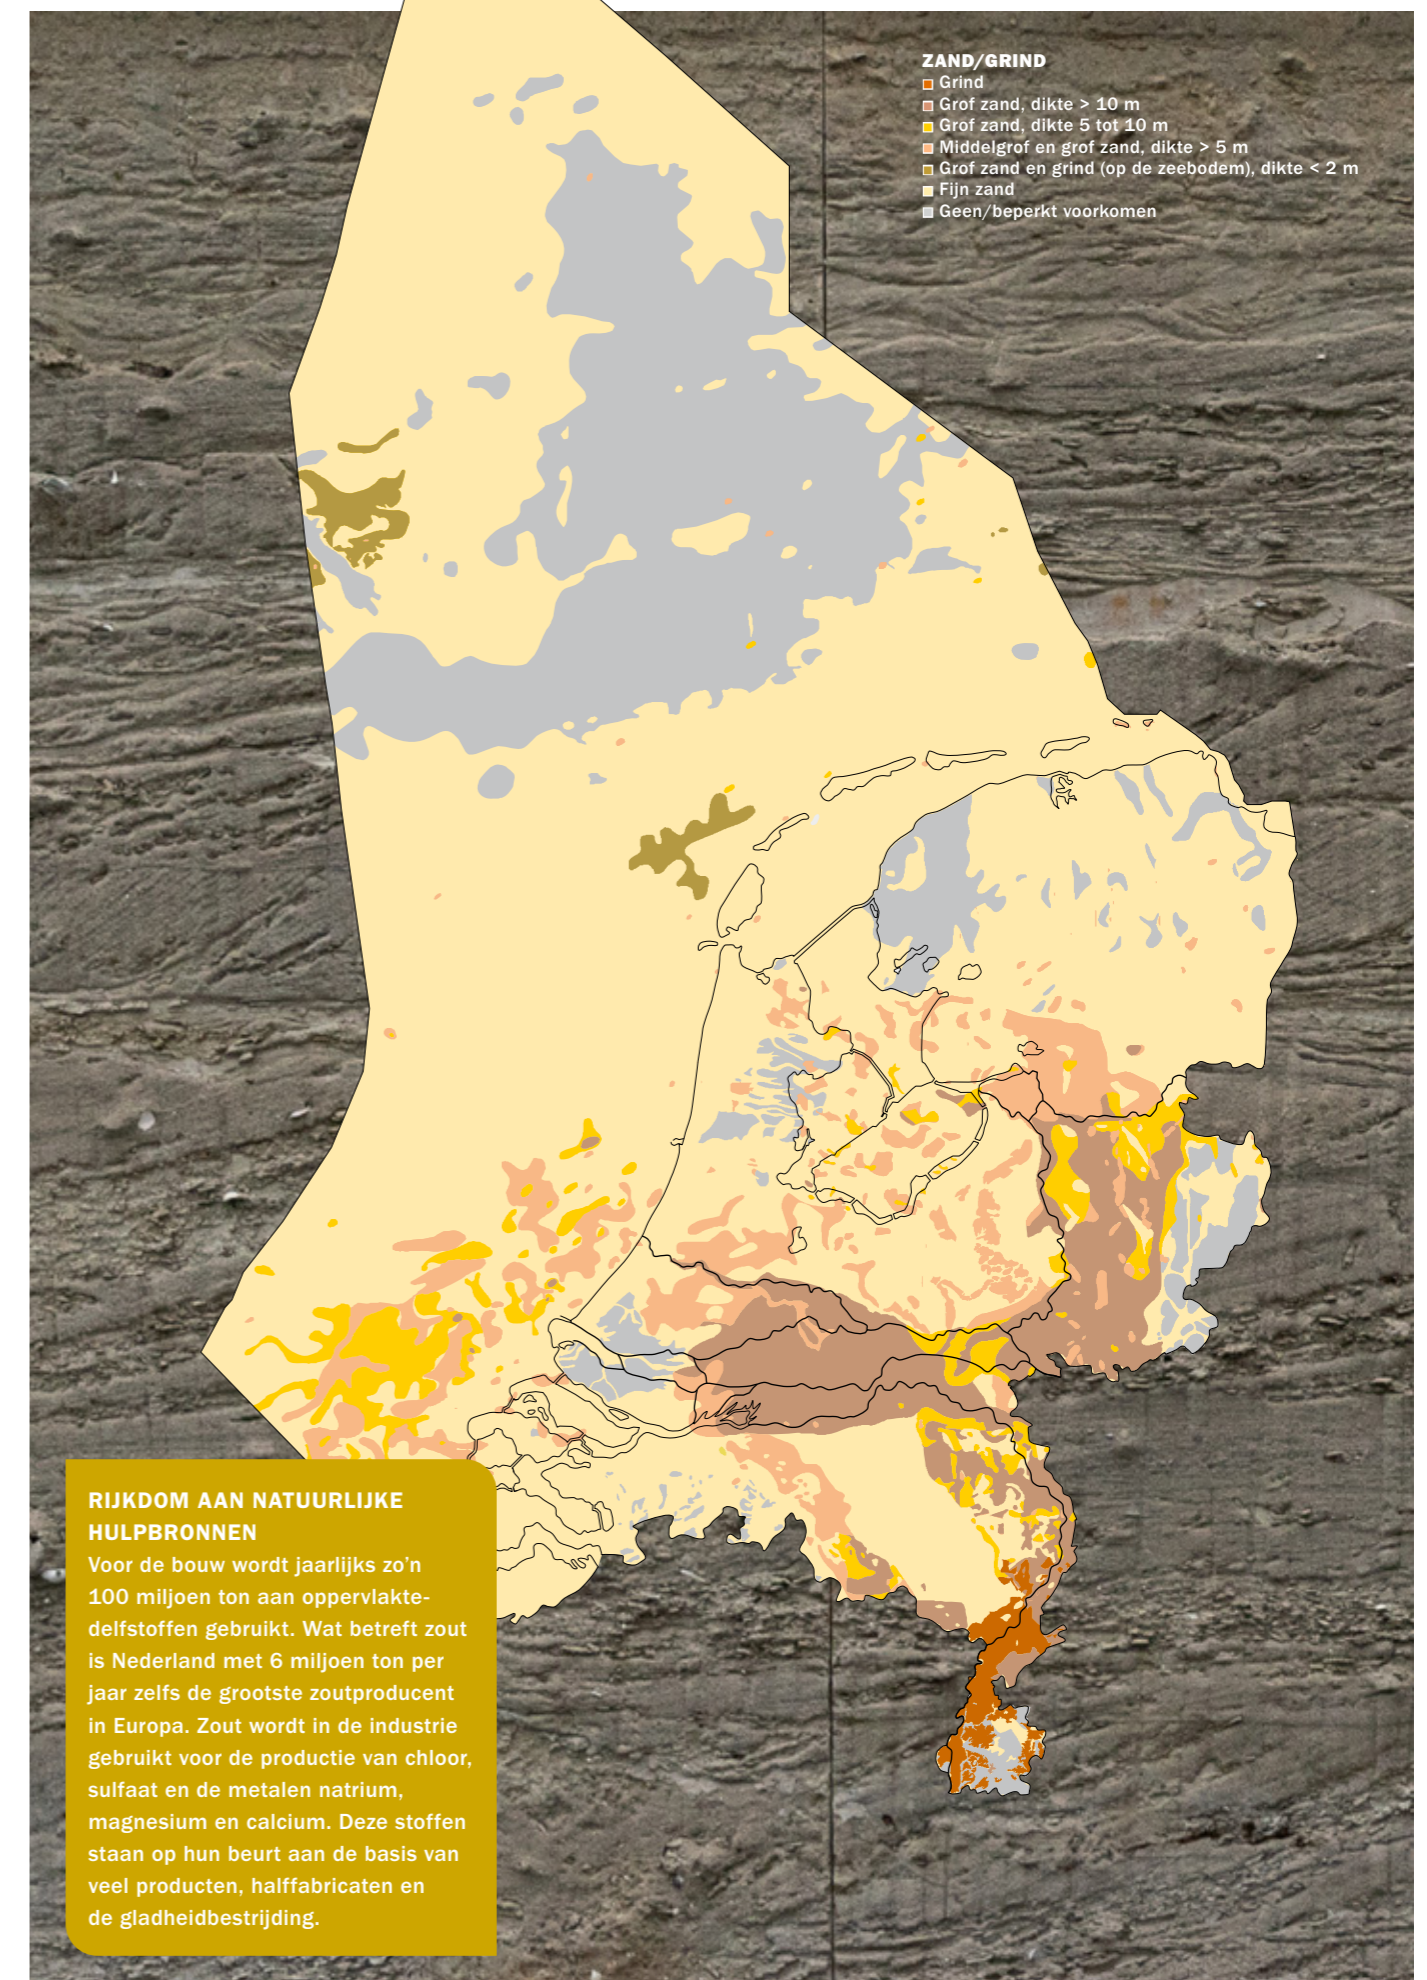 ZAND/GRIND
Grind
Grof zand, dikte > 10 m
Grof zand, dikte 5 tot 10 m
Middelgrof en grof zand, dikte > 5 m
Grof zand en grind (op de zeebodem), dikte < 2 m
Fijn zand
Geen/beperkt voorkomen
RIJKDOM AAN NATUURLIJKE
HULPBRONNEN
Voor de bouw wordt jaarlijks zo’n
100 miljoen ton aan oppervlakte-
delfstoffen gebruikt. Wat betreft zout
is Nederland met 6 miljoen ton per
jaar zelfs de grootste zoutproducent
in Europa. Zout wordt in de industrie
gebruikt voor de productie van chloor,
sulfaat en de metalen natrium,
magnesium en calcium. Deze stoffen
staan op hun beurt aan de basis van
veel producten, halffabricaten en
de gladheidbestrijding.